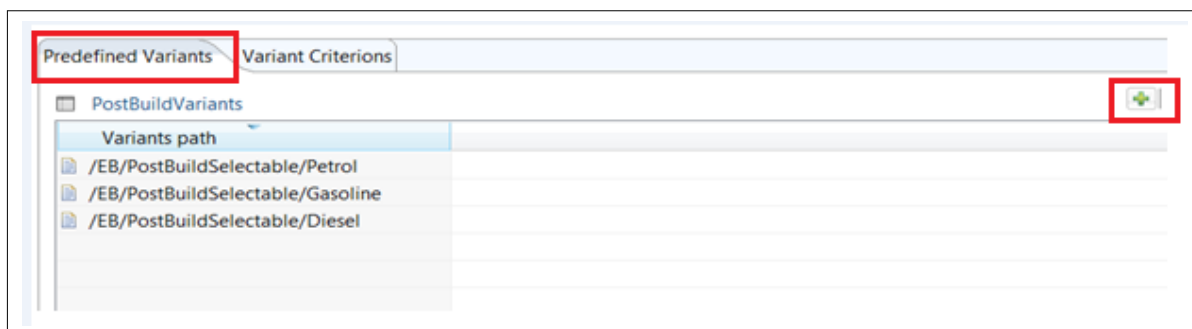 Predefined Variants Variant Criterions
PostBuildVariants
Variants path
/EB/PostBuildSelectable/Petrol
/EB/PostBuildSelectable/Gasoline
/EB/PostBuildSelectable/Diesel